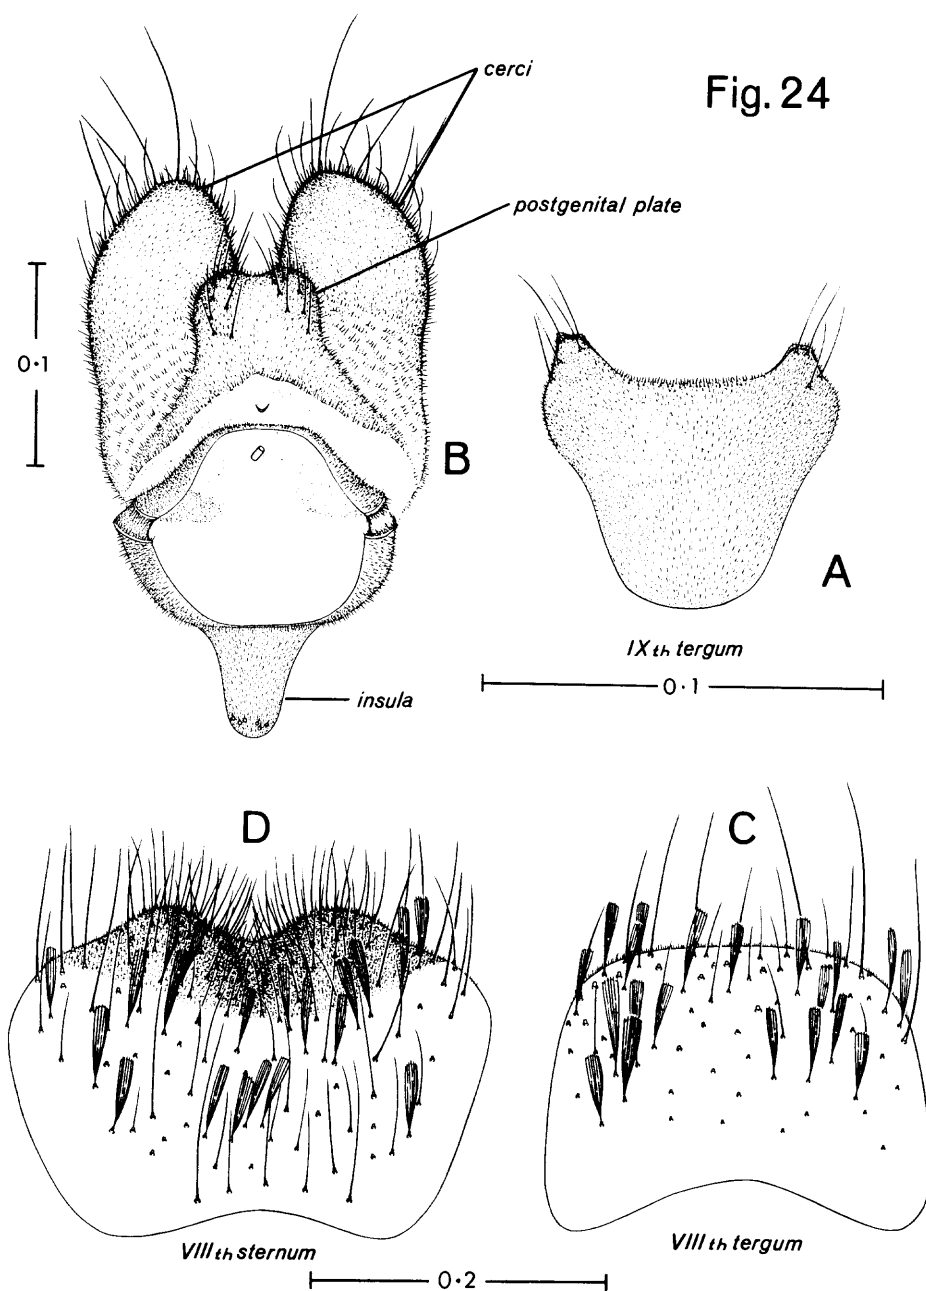 cerci
Fig. 24
postgenital plate
0·1
B
A
IXth tergum
0·1
insula
D
C
VIIIth sternum
VIIIth tergum
0·2